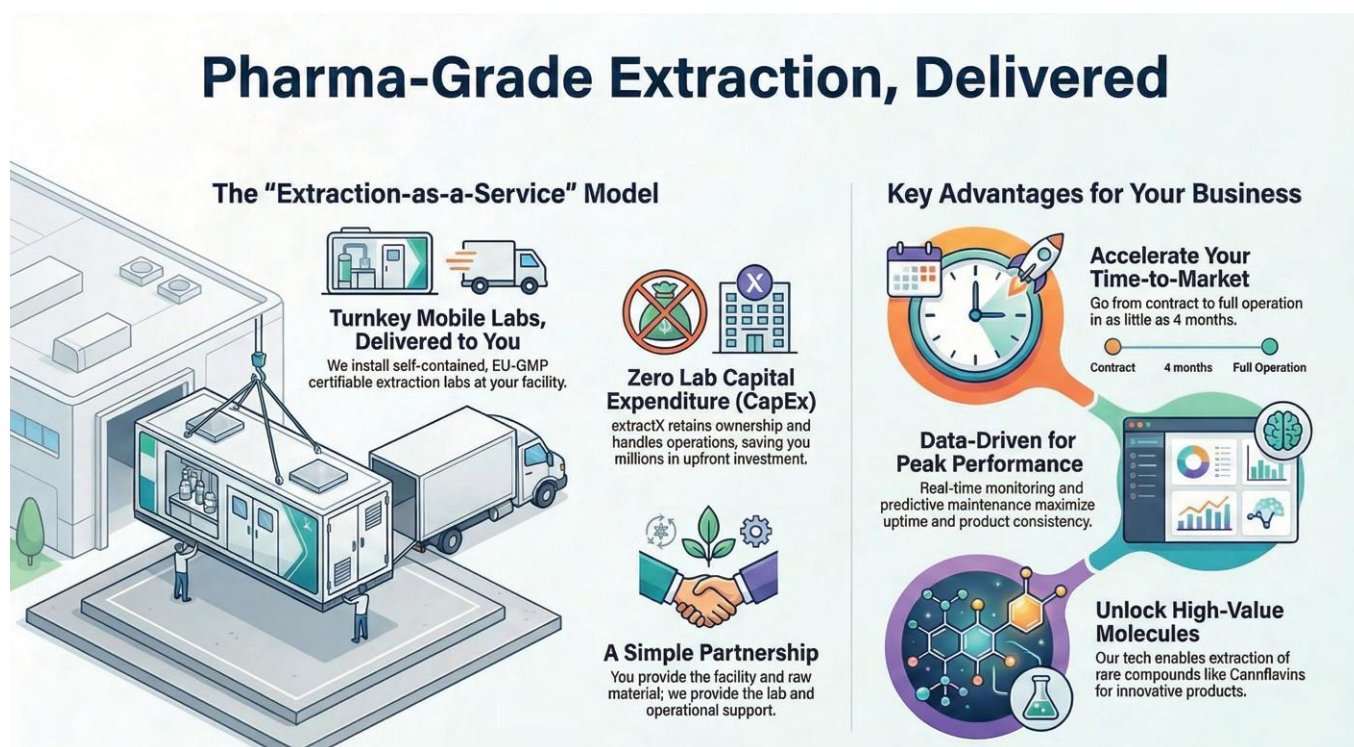 Pharma-Grade Extraction, Delivered
The "Extraction-as-a-Service" Model
Turnkey Mobile Labs,
Delivered to You
We install self-contained, EU-GMP
certifiable extraction labs at your facility.
X
Zero Lab Capital
Expenditure (CapEx)
extractX retains ownership and
handles operations, saving you
millions in upfront investment.
A Simple Partnership
You provide the facility and raw
material; we provide the lab and
operational support.
Key Advantages for Your Business
Accelerate Your
Time-to-Market
Go from contract to full operation
in as little as 4 months.
Contract 4 months Full Operation
Data-Driven for
Peak Performance
Real-time monitoring and
predictive maintenance maximize
uptime and product consistency.
Unlock High-Value
Molecules
Our tech enables extraction of
rare compounds like Cannflavins
for innovative products.